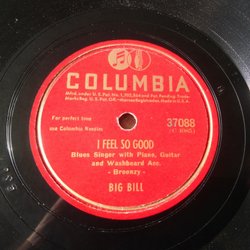 COLUMBIA
For perfect tone
use Columbia Needles
37088
I FEEL SO GOOD
Blues Singer with Piano, Guitar
and Washboard Acc.
- Broonzy -
BIG BILL